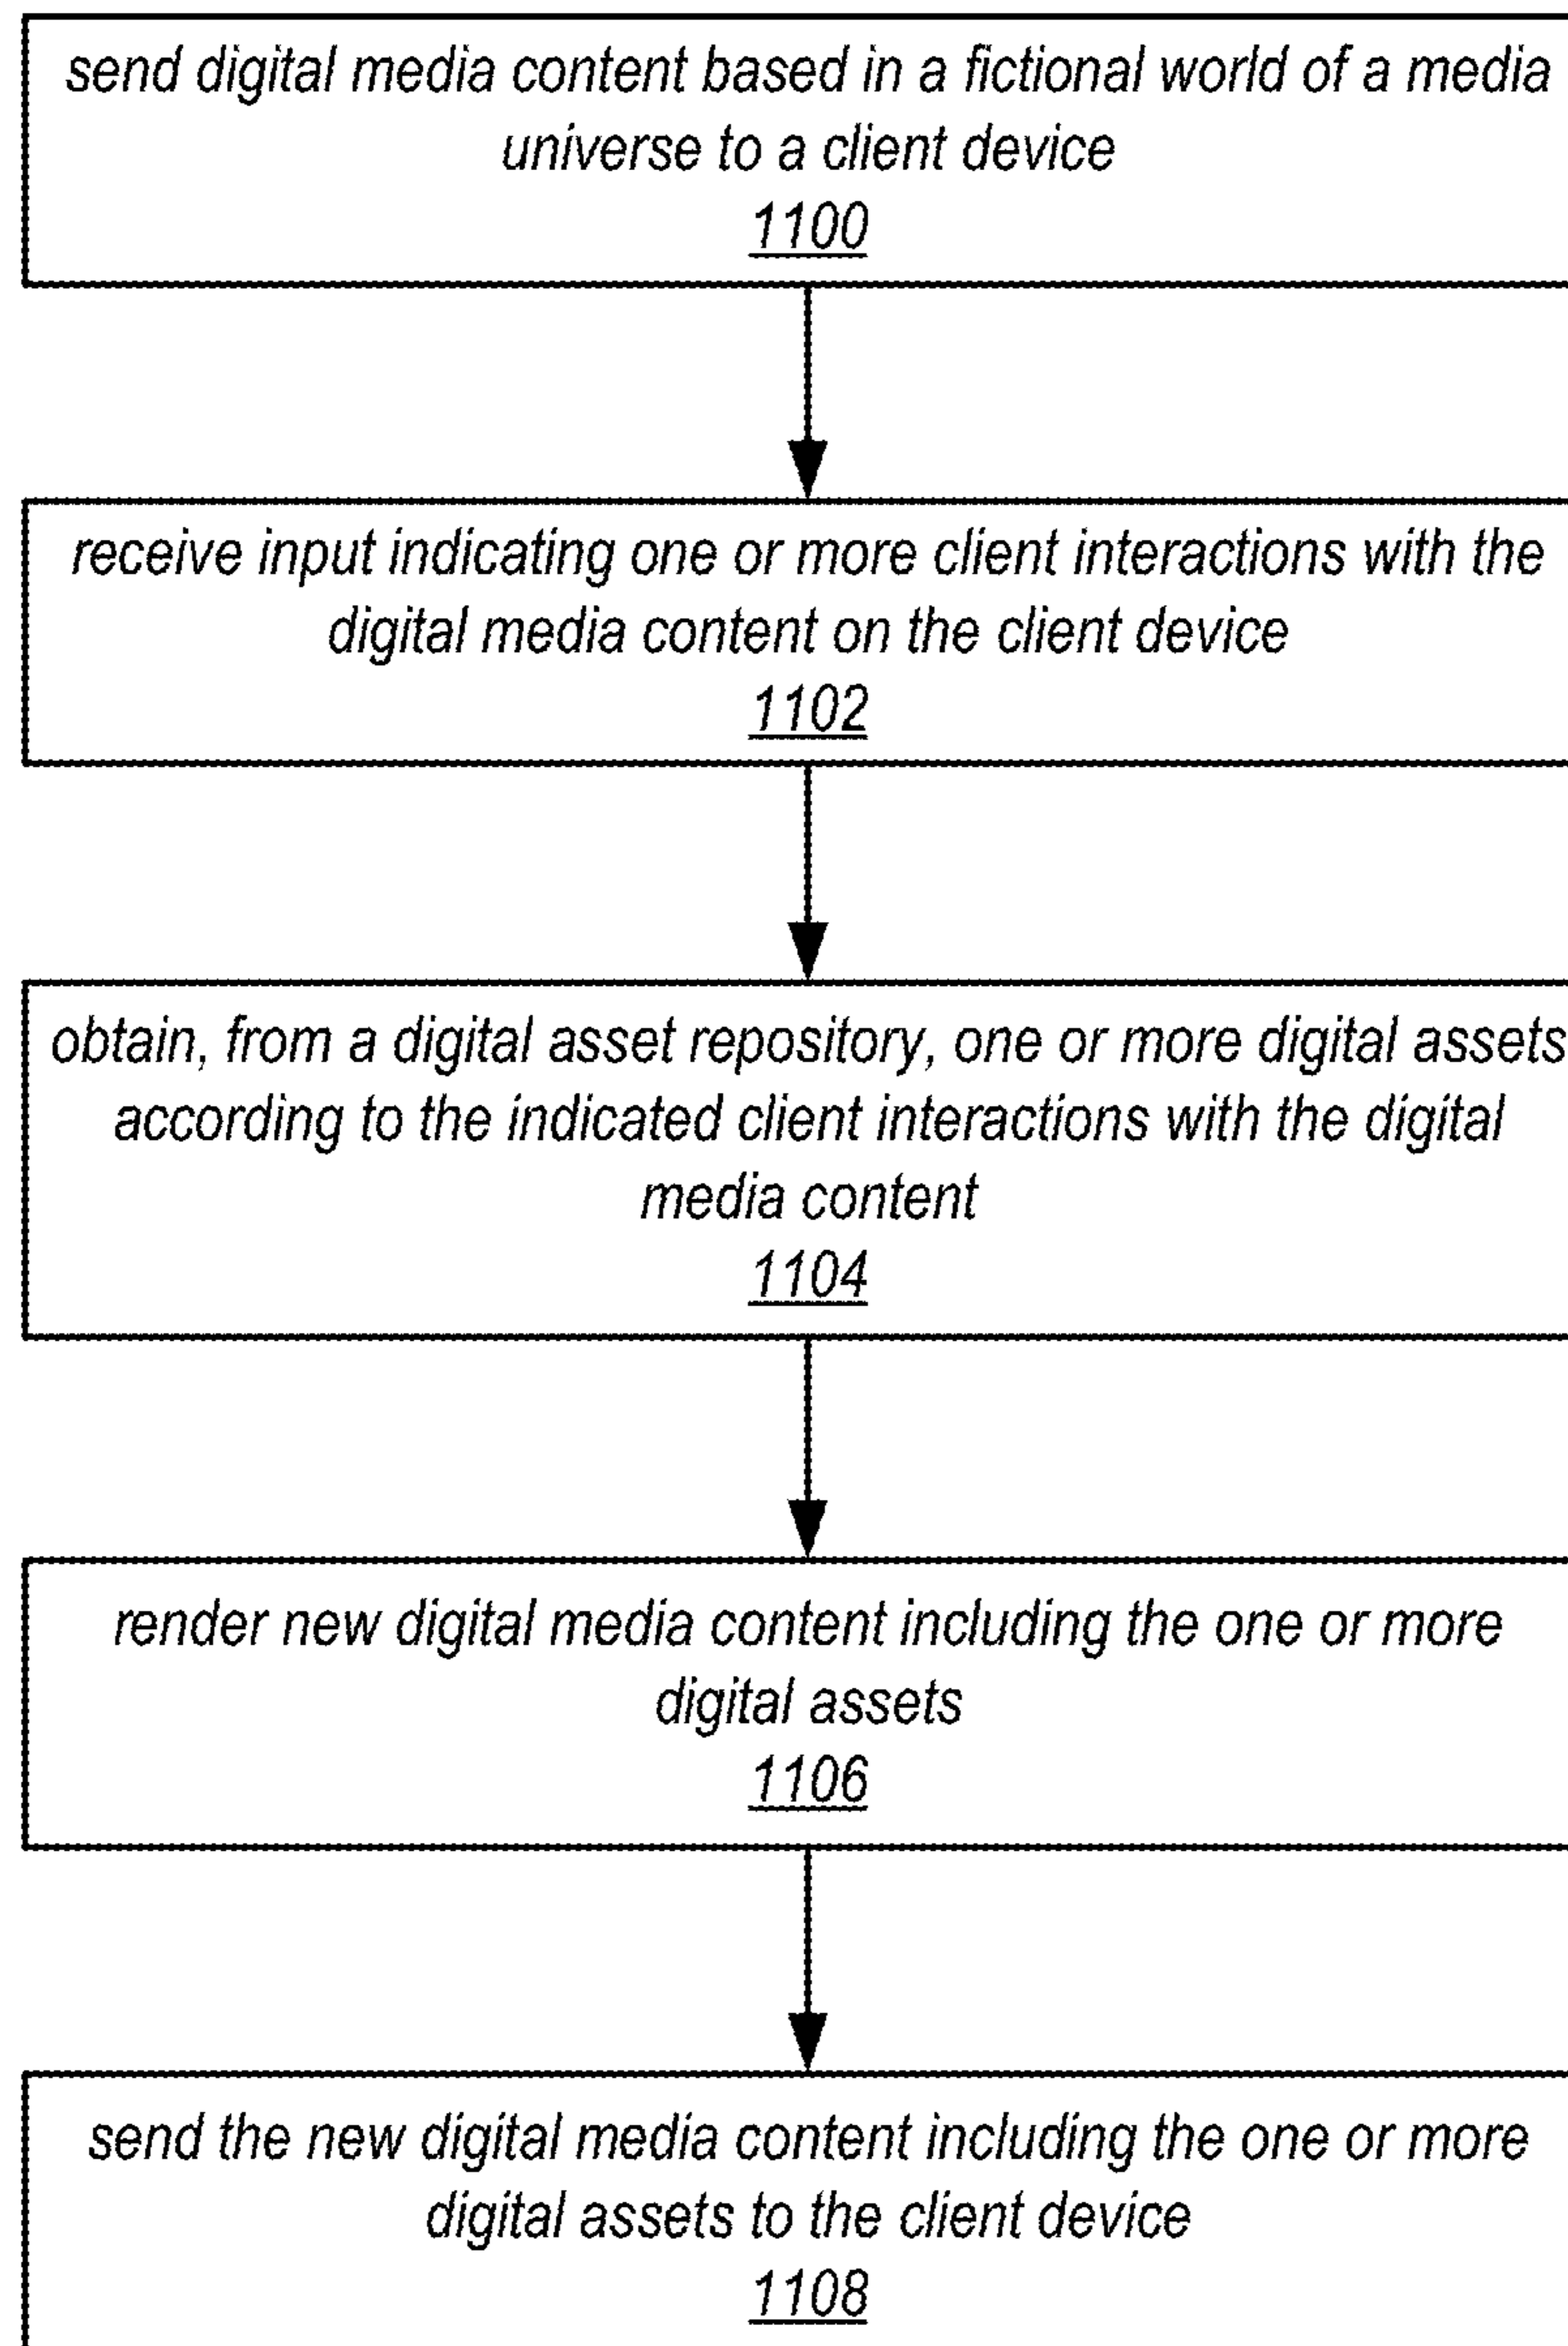 send digital media content based in a fictional world of a media
universe to a client device
1100
receive input indicating one or more client interactions with the
digital media content on the client device
1102
obtain, from a digital asset repository, one or more digital assets
according to the indicated client interactions with the digital
media content
1104
render new digital media content including the one or more
digital assets
1106
send the new digital media content including the one or more
digital assets to the client device
1108